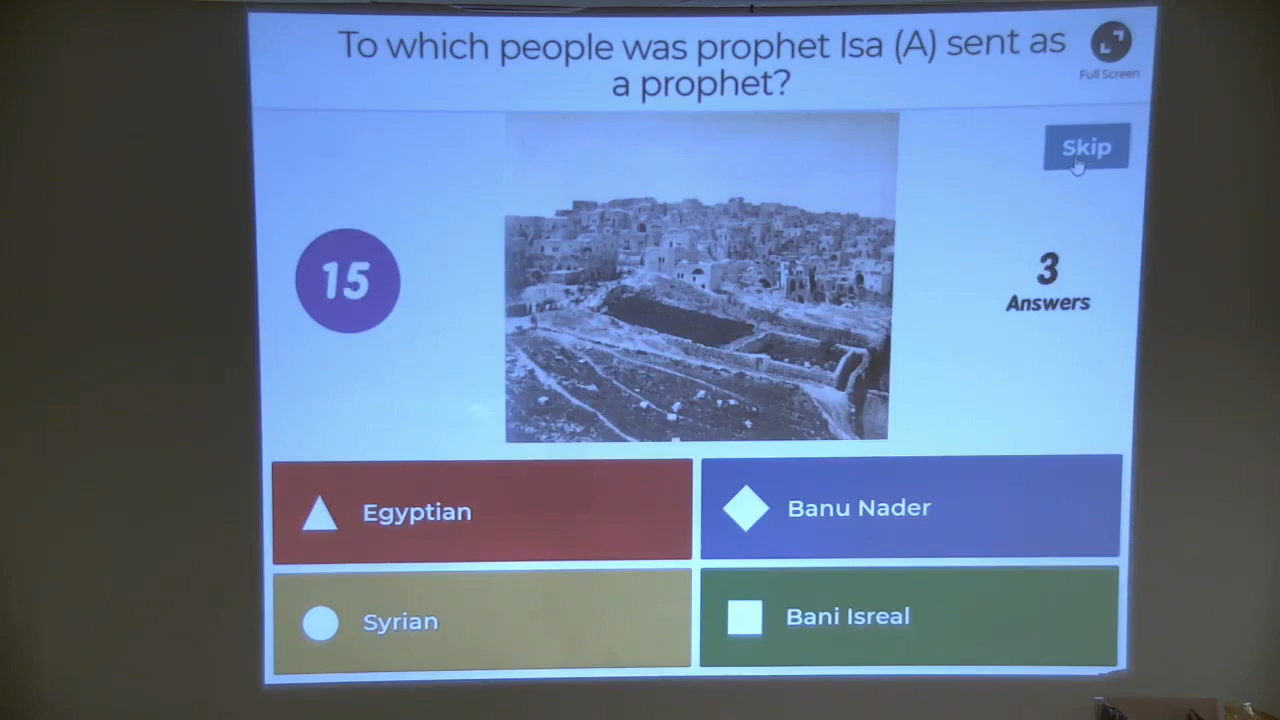 To which people was prophet Isa (A) sent as
a prophet?
Full Screen
Skip
15
3
Answers
Egyptian
Banu Nader
Syrian
Bani Isreal